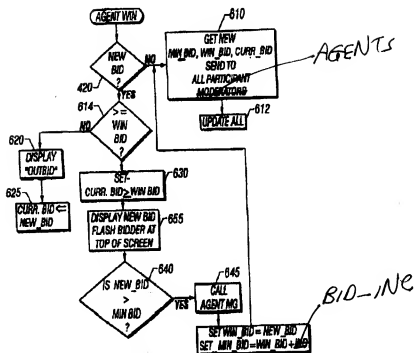 AGENT WIN
610
GET NEW
MIN_BID, WIN_BID, CURR_BID
SEND TO
ALL PARTICIPANT
MODERATORS
AGENTS
NEW
BID
?
NO
420
YES
612
UPDATE ALL
614
>=
WIN
BID
?
NO
620
DISPLAY
"OUTBID"
625
CURR. BID ⇐
NEW_BID
630
SET-
CURR. BID ≥ WIN BID
655
DISPLAY NEW BID
FLASH BIDDER AT
TOP OF SCREEN
640
IS NEW_BID
>
MIN BID
?
YES
645
CALL
AGENT MG
BID_INC
SET WIN_BID = NEW_BID
SET MIN_BID=WIN_BID +